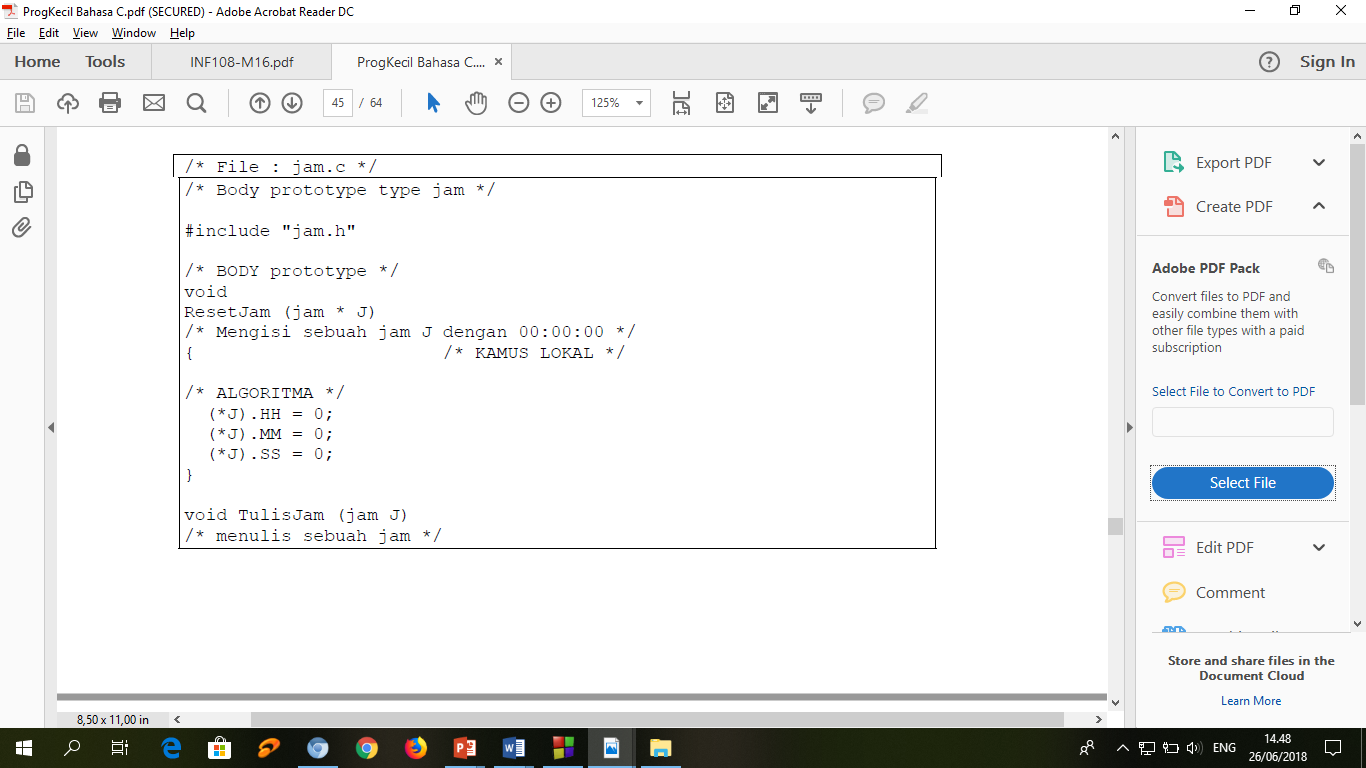 ProgKecil Bahasa C.pdf (SECURED) - Adobe Acrobat Reader DC
File Edit View Window Help
Home Tools INF108-M16.pdf ProgKecil Bahasa C.... × Sign In
45 / 64 125%
/* File : jam.c */
/* Body prototype type jam */
#include "jam.h"
/* BODY prototype */
void
ResetJam (jam * J)
/* Mengisi sebuah jam J dengan 00:00:00 */
{ /* KAMUS LOKAL */
/* ALGORITMA */
(*J).HH = 0;
(*J).MM = 0;
(*J).SS = 0;
}
void TulisJam (jam J)
/* menulis sebuah jam */
8,50 x 11,00 in
Export PDF
Create PDF
Adobe PDF Pack
Convert files to PDF and
easily combine them with
other file types with a paid
subscription
Select File to Convert to PDF
Select File
Edit PDF
Comment
Store and share files in the
Document Cloud
Learn More
ENG
14.48
26/06/2018